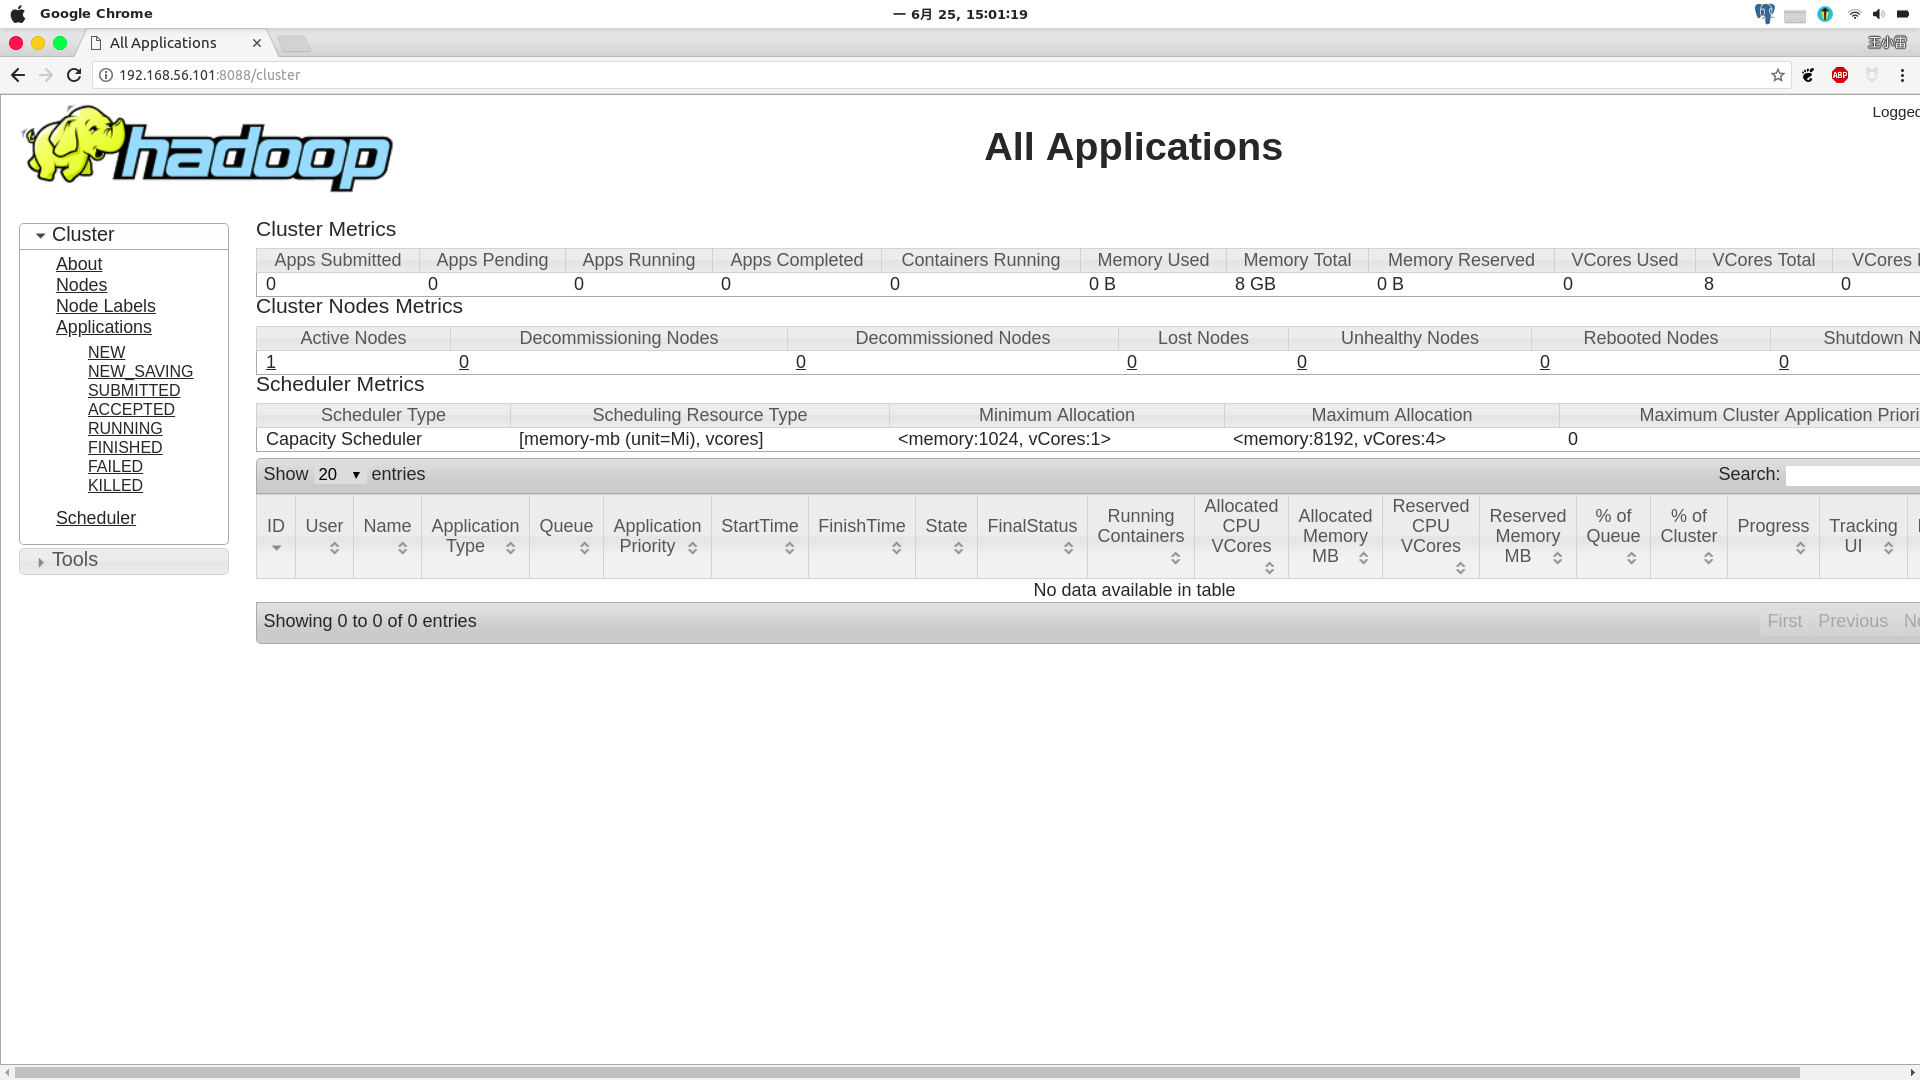 Google Chrome
一 6月 25, 15:01:19
All Applications
王小雷
192.168.56.101:8088/cluster
ABP
hadoop
All Applications
Logged
Cluster
About
Nodes
Node Labels
Applications
NEW
NEW_SAVING
SUBMITTED
ACCEPTED
RUNNING
FINISHED
FAILED
KILLED
Scheduler
Tools
Cluster Metrics
Apps Submitted Apps Pending Apps Running Apps Completed Containers Running Memory Used Memory Total Memory Reserved VCores Used VCores Total VCores
0 0 0 0 0 0 B 8 GB 0 B 0 8 0
Cluster Nodes Metrics
Active Nodes Decommissioning Nodes Decommissioned Nodes Lost Nodes Unhealthy Nodes Rebooted Nodes Shutdown N
1 0 0 0 0 0 0
Scheduler Metrics
Scheduler Type Scheduling Resource Type Minimum Allocation Maximum Allocation Maximum Cluster Application Priori
Capacity Scheduler [memory-mb (unit=Mi), vcores] <memory:1024, vCores:1> <memory:8192, vCores:4> 0
Show 20 entries Search:
ID User Name Application Type Queue Application Priority StartTime FinishTime State FinalStatus Running Containers Allocated CPU VCores Allocated Memory MB Reserved CPU VCores Reserved Memory MB % of Queue % of Cluster Progress Tracking UI
No data available in table
Showing 0 to 0 of 0 entries First Previous Ne